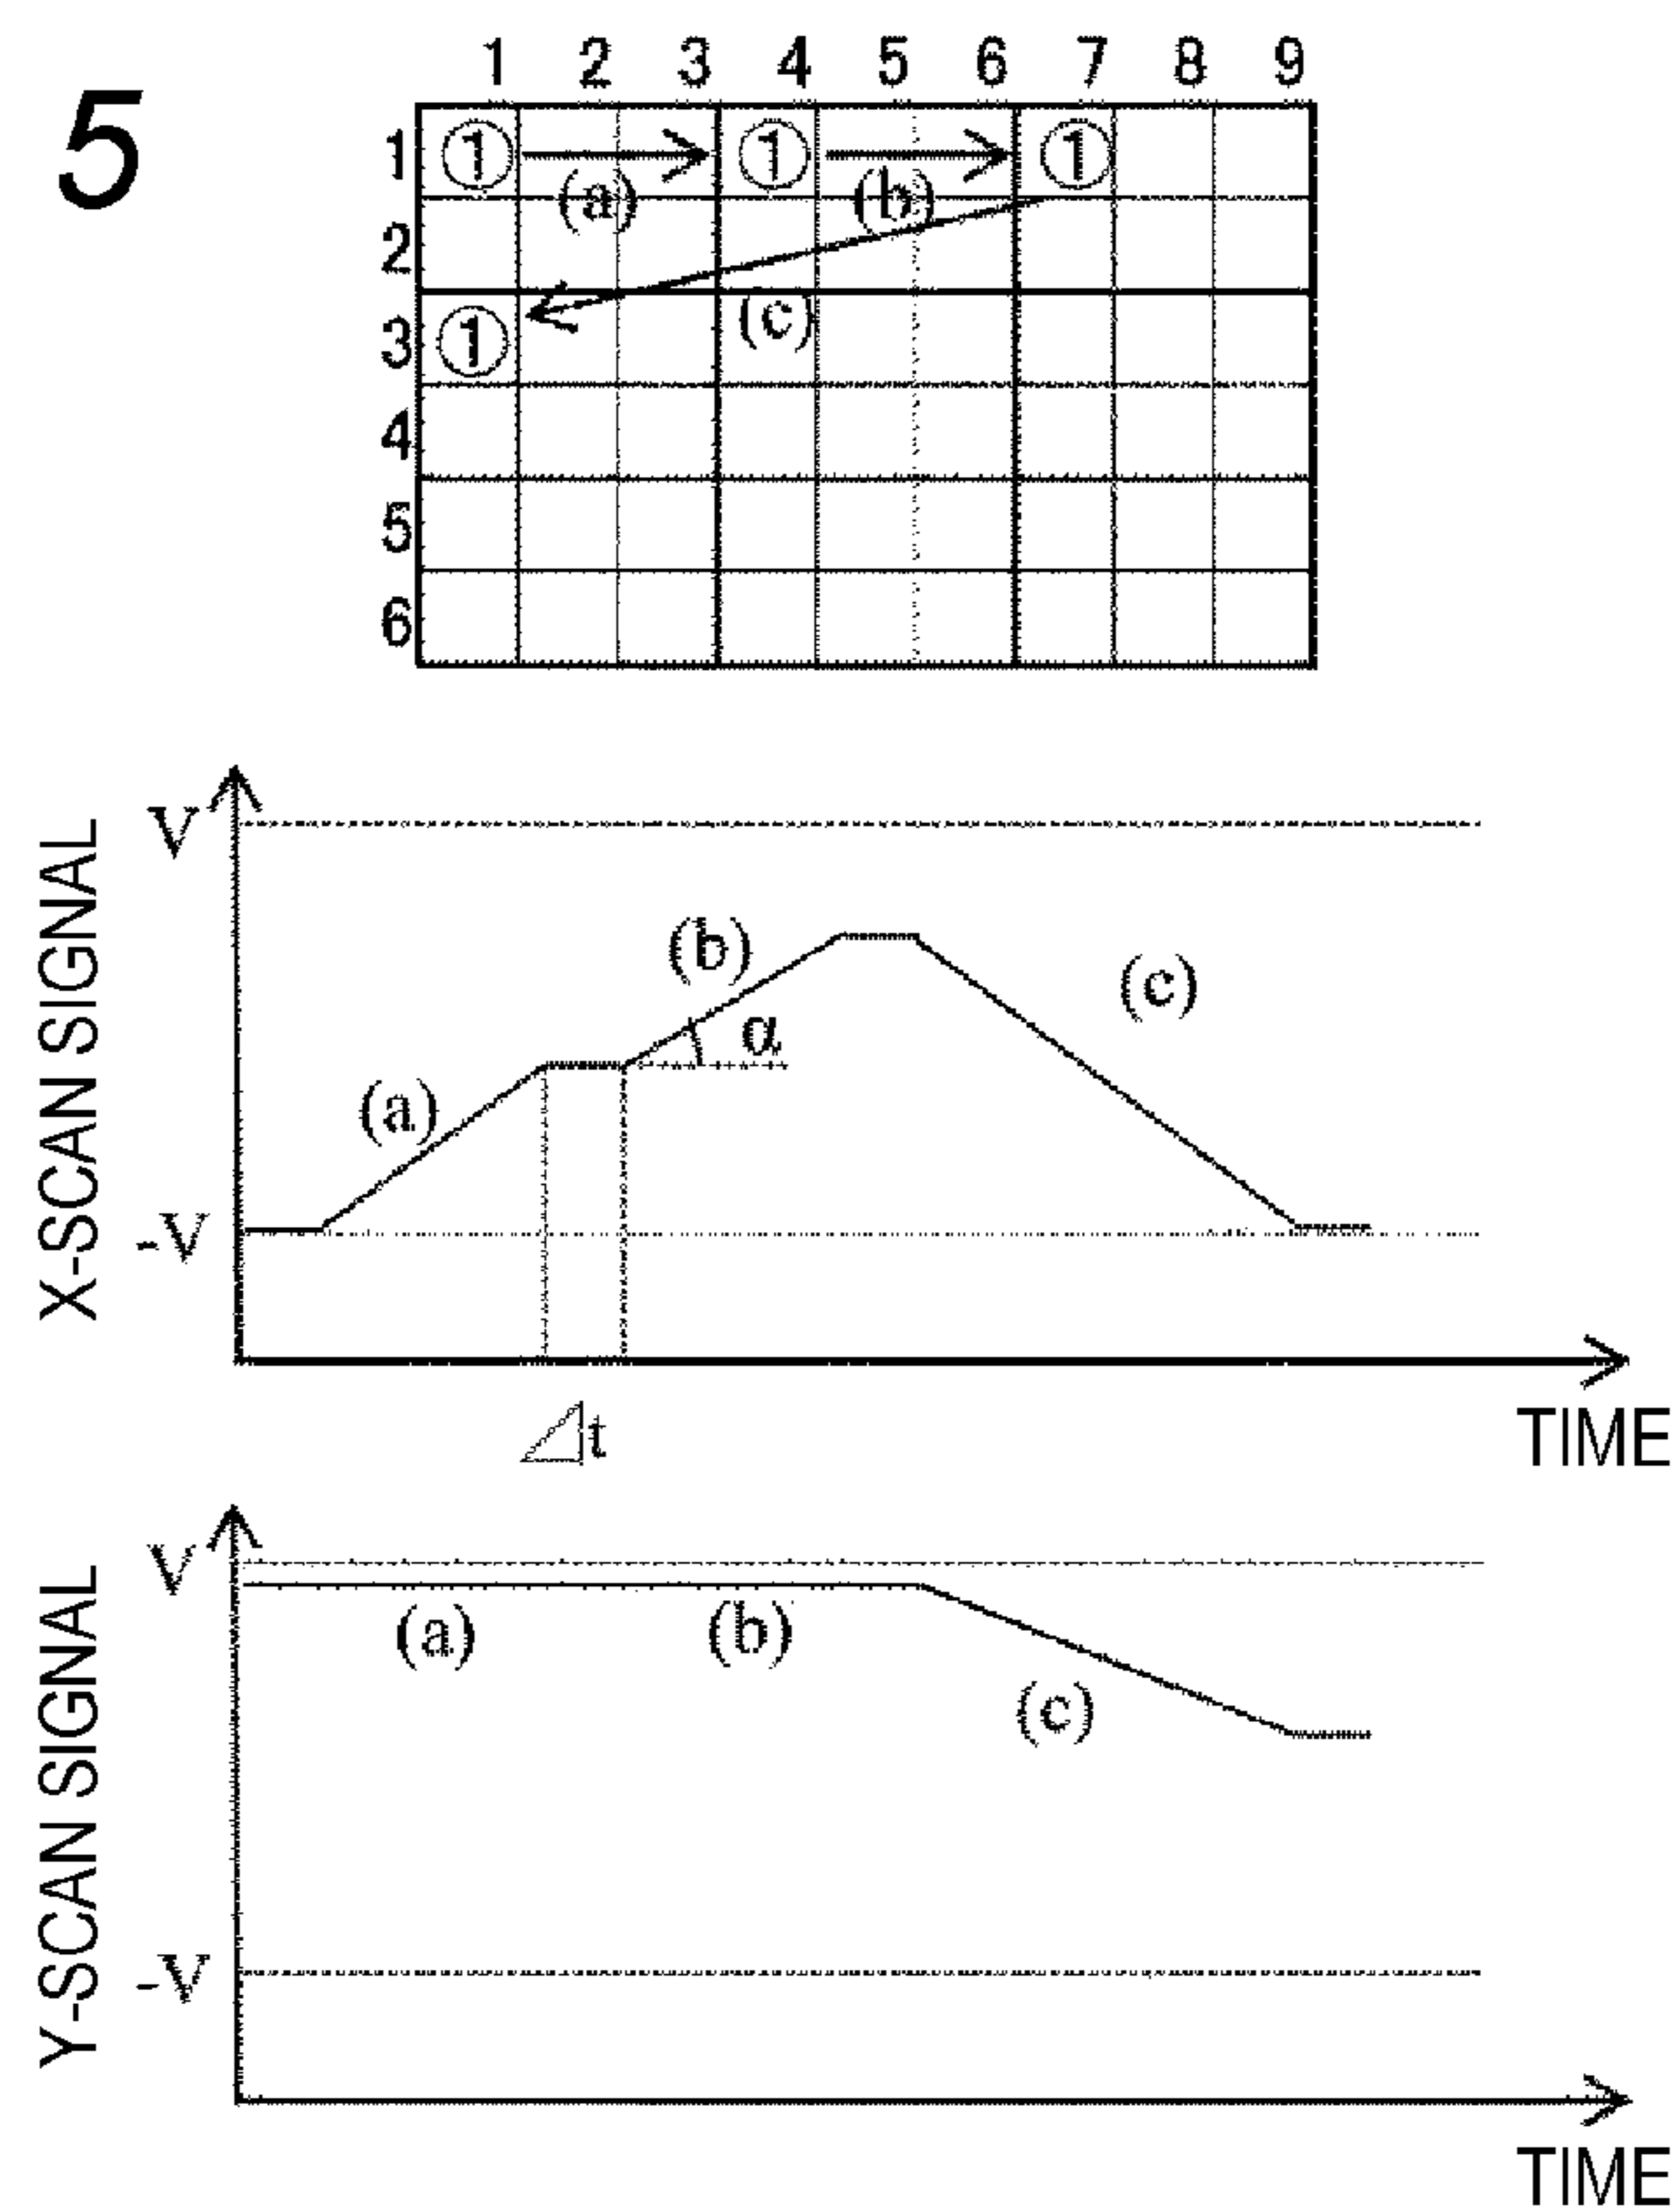 5
1 2 3 4 5 6 7 8 9
1 ① ① ①
(a) (b)
2
(c)
3 ①
4
5
6
X-SCAN SIGNAL
V
(b)
(c)
α
(a)
-V
⊿t
TIME
Y-SCAN SIGNAL
V
(a) (b)
(c)
-V
TIME